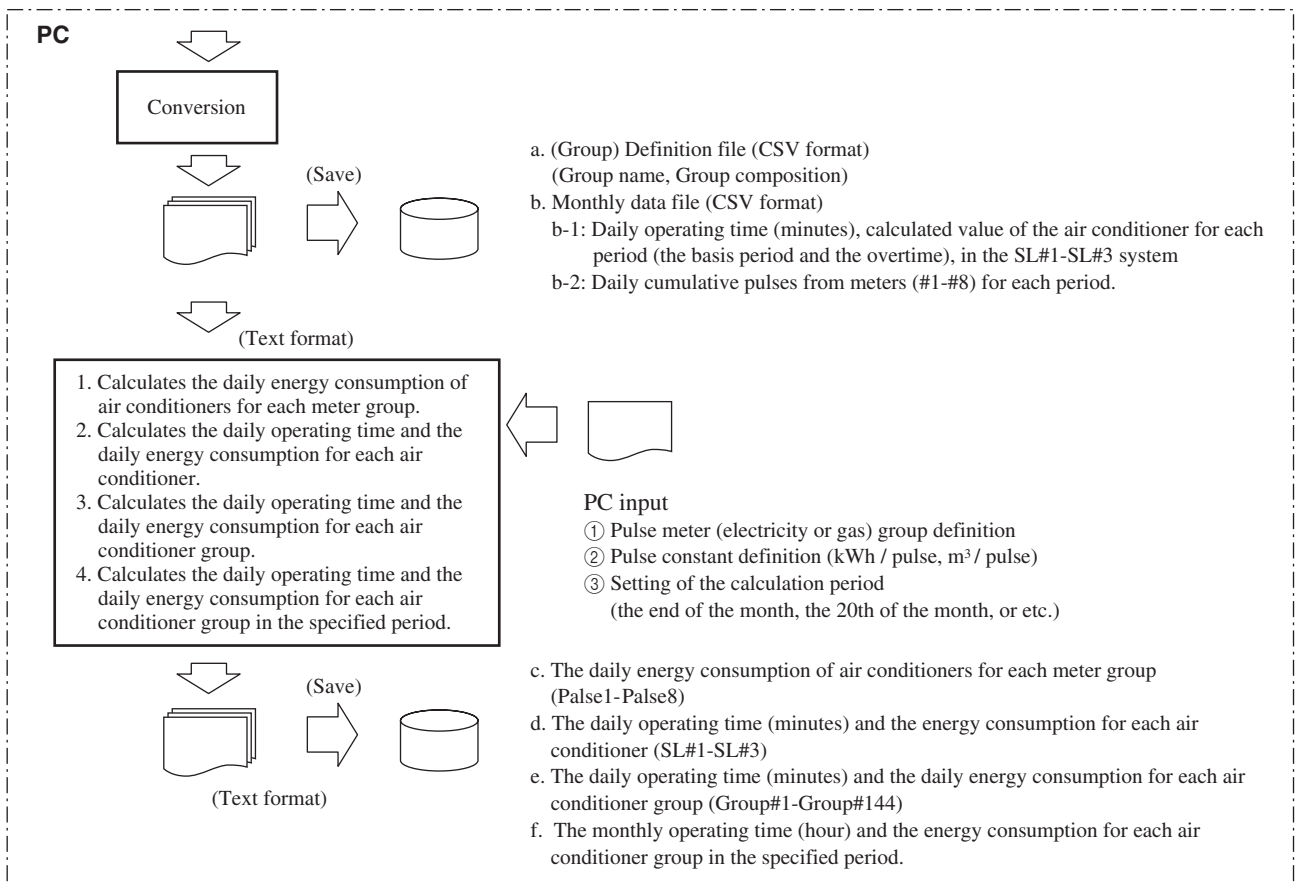 PC
Conversion
(Save)
a. (Group) Definition file (CSV format)
(Group name, Group composition)
b. Monthly data file (CSV format)
b-1: Daily operating time (minutes), calculated value of the air conditioner for each
period (the basis period and the overtime), in the SL#1-SL#3 system
b-2: Daily cumulative pulses from meters (#1-#8) for each period.
(Text format)
1. Calculates the daily energy consumption of
air conditioners for each meter group.
2. Calculates the daily operating time and the
daily energy consumption for each air
conditioner.
3. Calculates the daily operating time and the
daily energy consumption for each air
conditioner group.
4. Calculates the daily operating time and the
daily energy consumption for each air
conditioner group in the specified period.
PC input
① Pulse meter (electricity or gas) group definition
② Pulse constant definition (kWh / pulse, m³ / pulse)
③ Setting of the calculation period
(the end of the month, the 20th of the month, or etc.)
(Save)
(Text format)
c. The daily energy consumption of air conditioners for each meter group
(Palse1-Palse8)
d. The daily operating time (minutes) and the energy consumption for each air
conditioner (SL#1-SL#3)
e. The daily operating time (minutes) and the daily energy consumption for each air
conditioner group (Group#1-Group#144)
f. The monthly operating time (hour) and the energy consumption for each air
conditioner group in the specified period.